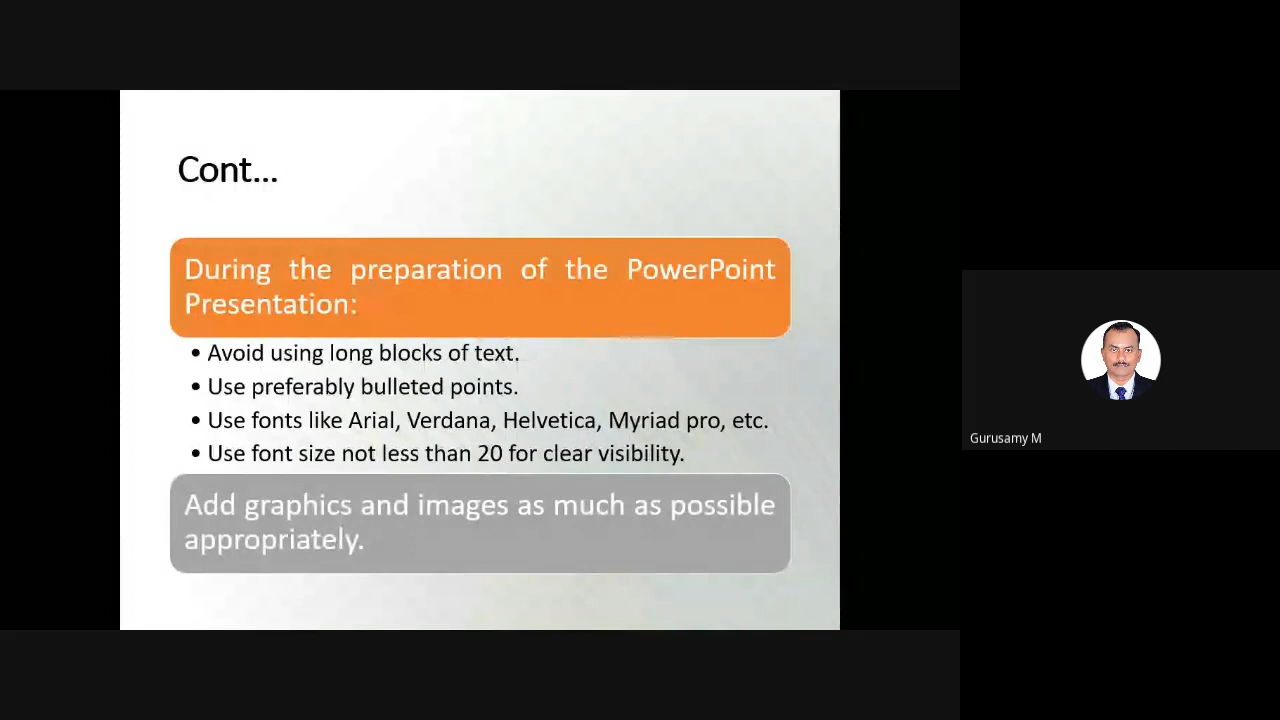 Cont...
During the preparation of the PowerPoint
Presentation:
• Avoid using long blocks of text.
• Use preferably bulleted points.
• Use fonts like Arial, Verdana, Helvetica, Myriad pro, etc.
• Use font size not less than 20 for clear visibility.
Add graphics and images as much as possible
appropriately.
Gurusamy M